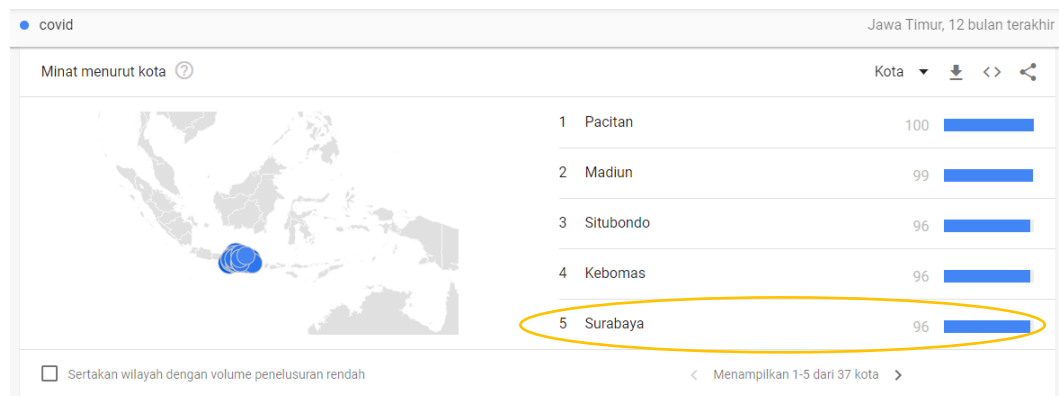 covid
Jawa Timur, 12 bulan terakhir
Minat menurut kota
Kota
1 Pacitan 100
2 Madiun 99
3 Situbondo 96
4 Kebomas 96
5 Surabaya 96
Sertakan wilayah dengan volume penelusuran rendah
Menampilkan 1-5 dari 37 kota